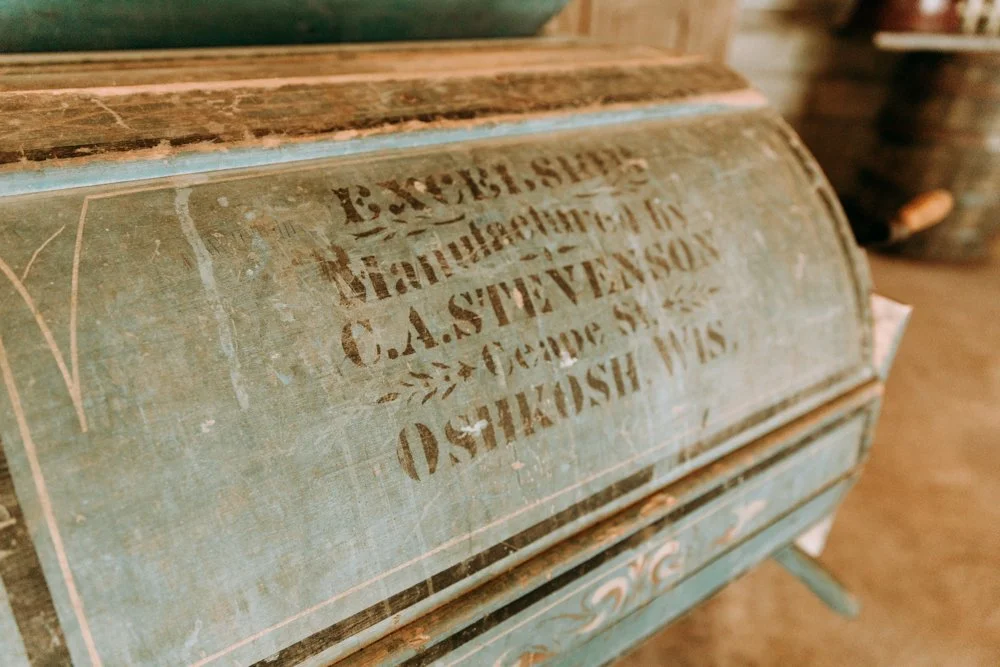 EXCELSIOR
Manufactured by
C.A.STEVENSON
Ceape St.
OSHKOSH, WIS.